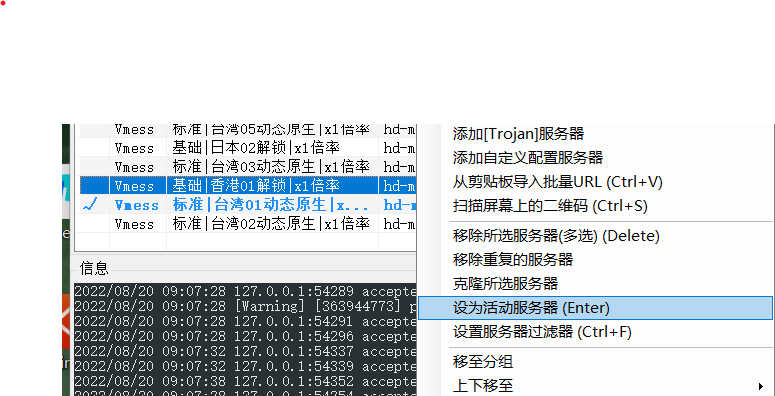 Vmess 标准|台湾05动态原生|x1倍率 hd-m
Vmess 基础|日本02解锁|x1倍率 hd-m
Vmess 标准|台湾03动态原生|x1倍率 hd-m
Vmess 基础|香港01解锁|x1倍率 hd-m
Vmess 标准|台湾01动态原生|x... hd-m
Vmess 标准|台湾02动态原生|x1倍率 hd-m
信息
2022/08/20 09:07:28 127.0.0.1:54289 accepte
2022/08/20 09:07:28 [Warning] [363944773] p
2022/08/20 09:07:28 127.0.0.1:54291 accepte
2022/08/20 09:07:28 127.0.0.1:54296 accepte
2022/08/20 09:07:32 127.0.0.1:54337 accepte
2022/08/20 09:07:32 127.0.0.1:54339 accepte
2022/08/20 09:07:38 127.0.0.1:54352 accepte
2022/08/20 09:07:38 127.0.0.1:54354 accepte
添加[Trojan]服务器
添加自定义配置服务器
从剪贴板导入批量URL (Ctrl+V)
扫描屏幕上的二维码 (Ctrl+S)
移除所选服务器(多选) (Delete)
移除重复的服务器
克隆所选服务器
设为活动服务器 (Enter)
设置服务器过滤器 (Ctrl+F)
移至分组
上下移至